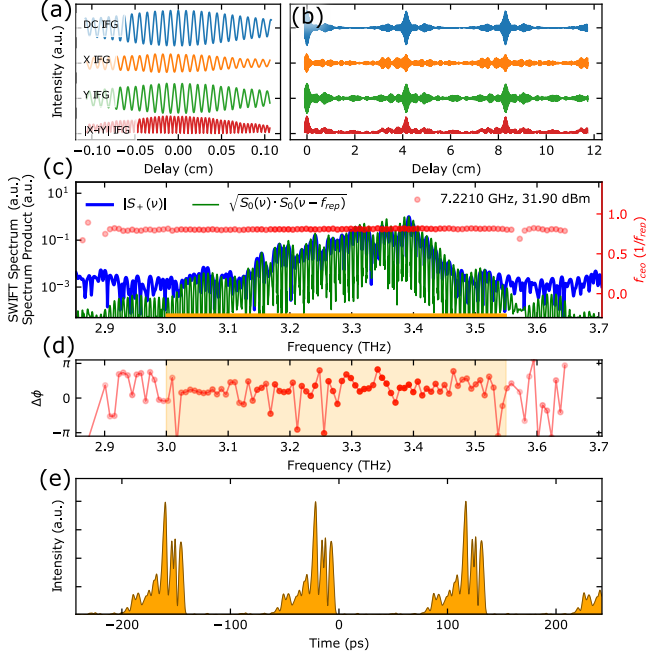 (a)
(b)
Intensity (a.u.)
DC IFG
X IFG
Y IFG
|X-iY| IFG
−0.10 −0.05 0.00 0.05 0.10
Delay (cm)
0 2 4 6 8 10 12
Delay (cm)
(c)
SWIFT Spectrum (a.u.)
Spectrum Product (a.u.)
10⁰
10⁻¹
10⁻³
|S₊(ν)|
√S₀(ν) · S₀(ν − f_rep)
7.2210 GHz, 31.90 dBm
1.0
0.5
0.0
f_ceo (1/f_rep)
2.9 3.0 3.1 3.2 3.3 3.4 3.5 3.6 3.7
Frequency (THz)
(d)
Δϕ
π
0
−π
2.9 3.0 3.1 3.2 3.3 3.4 3.5 3.6 3.7
Frequency (THz)
(e)
Intensity (a.u.)
−200 −100 0 100 200
Time (ps)